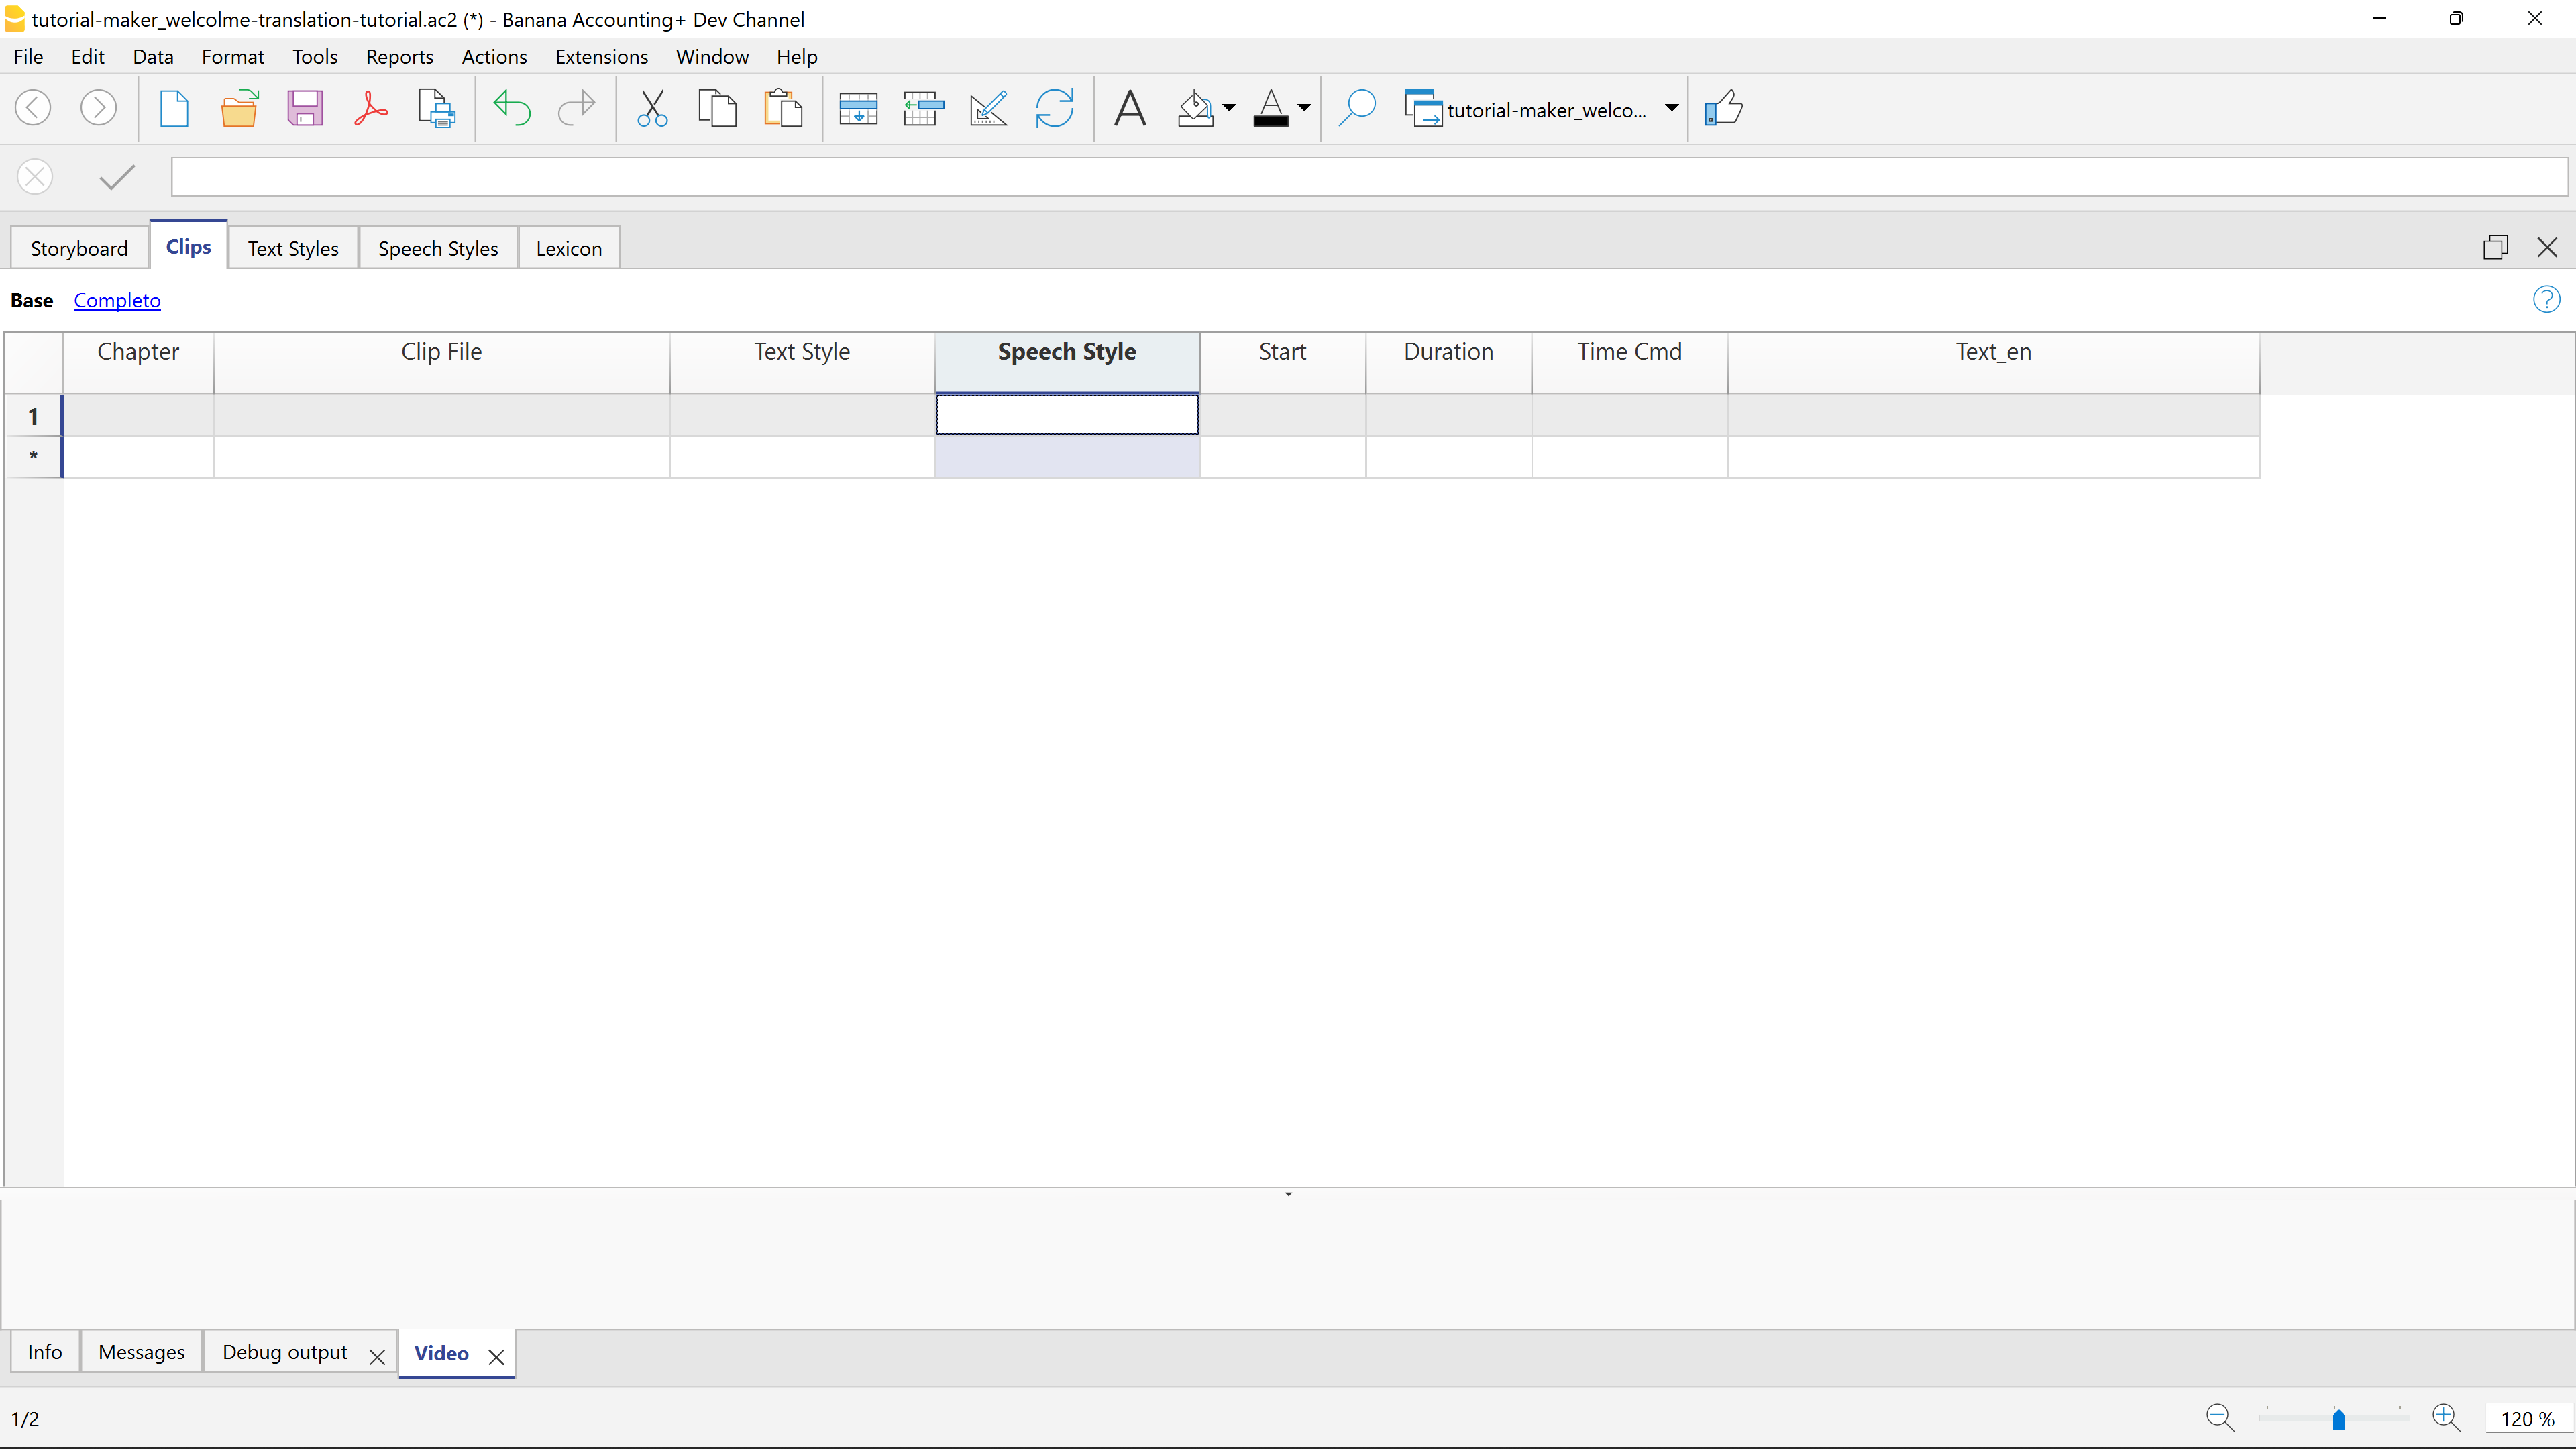 tutorial-maker_welcolme-translation-tutorial.ac2 (*) - Banana Accounting+ Dev Channel
File Edit Data Format Tools Reports Actions Extensions Window Help
tutorial-maker_welco...
Storyboard Clips Text Styles Speech Styles Lexicon
Base Completo
Chapter Clip File Text Style Speech Style Start Duration Time Cmd Text_en
1
*
Info Messages Debug output Video
1/2 120 %